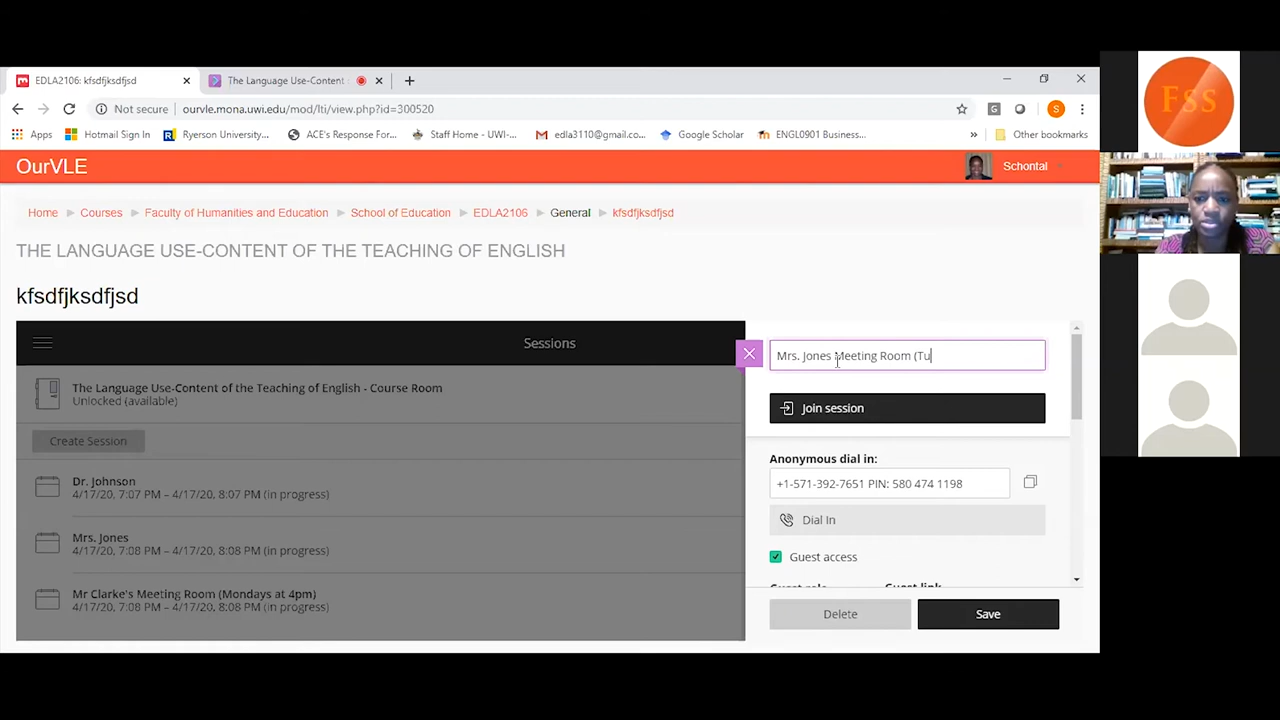 EDLA2106: kfsdfjksdfjsd
The Language Use-Content
Not secure
ourvle.mona.uwi.edu/mod/lti/view.php?id=300520
S
Apps
Hotmail Sign In
Ryerson University...
ACE's Response For...
Staff Home - UWI-...
edla3110@gmail.co...
Google Scholar
ENGL0901 Business...
»
Other bookmarks
OurVLE
Schontal
Home
Courses
Faculty of Humanities and Education
School of Education
EDLA2106
General
kfsdfjksdfjsd
THE LANGUAGE USE-CONTENT OF THE TEACHING OF ENGLISH
kfsdfjksdfjsd
Sessions
The Language Use-Content of the Teaching of English - Course Room
Unlocked (available)
Create Session
Dr. Johnson
4/17/20, 7:07 PM – 4/17/20, 8:07 PM (in progress)
Mrs. Jones
4/17/20, 7:08 PM – 4/17/20, 8:08 PM (in progress)
Mr Clarke's Meeting Room (Mondays at 4pm)
4/17/20, 7:08 PM – 4/17/20, 8:08 PM (in progress)
Mrs. Jones Meeting Room (Tu
Join session
Anonymous dial in:
+1-571-392-7651 PIN: 580 474 1198
Dial In
Guest access
Guest role
Guest link
Delete
Save
Fss